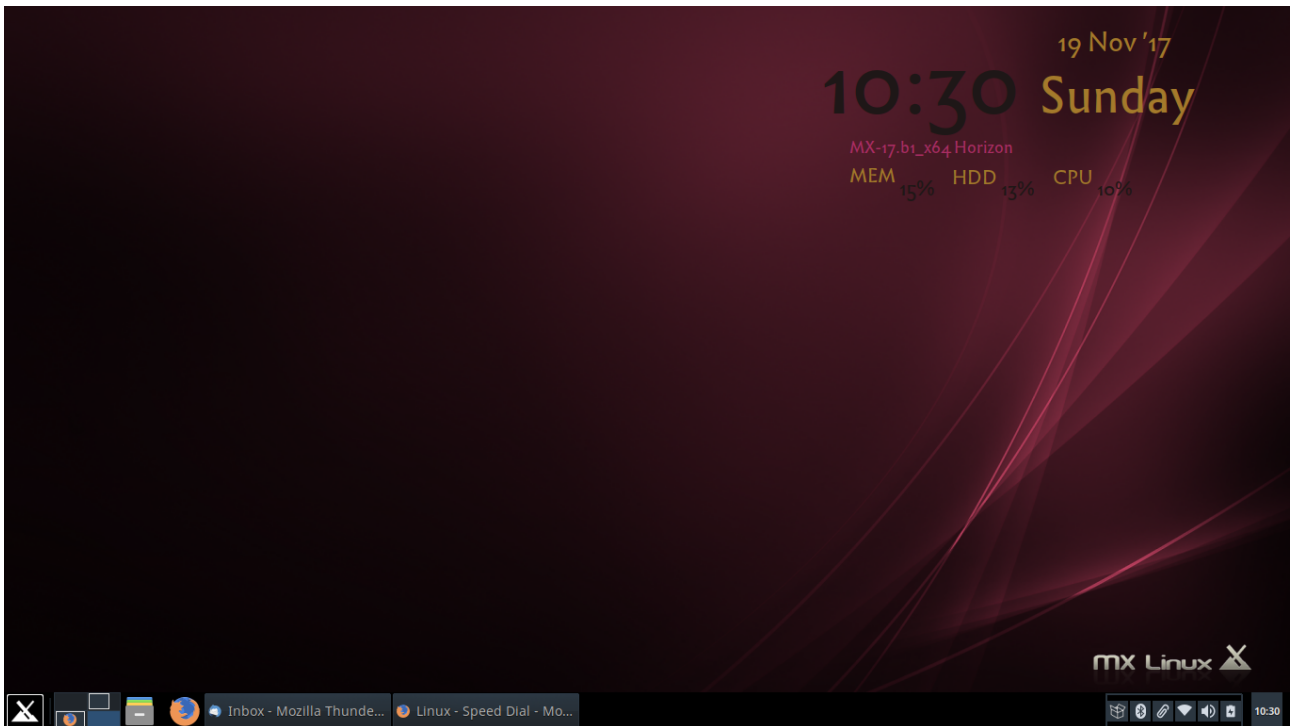 19 Nov '17
10:30 Sunday
MX-17.b1_x64 Horizon
MEM 15% HDD 13% CPU 10%
mx Linux
Inbox - Mozilla Thunde... Linux - Speed Dial - Mo... 10:30